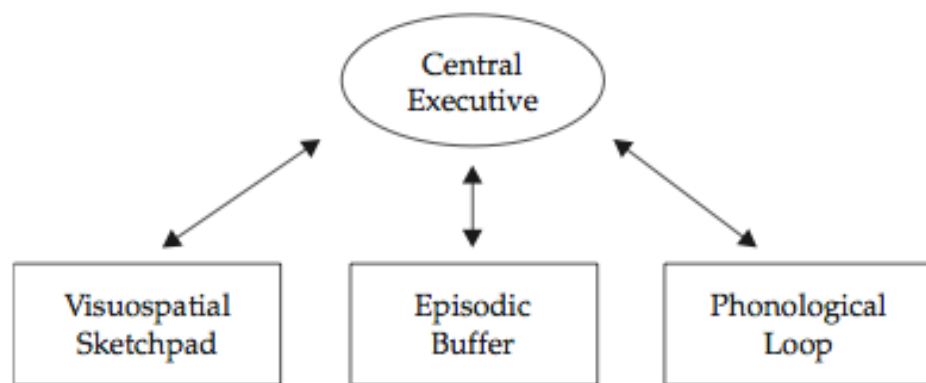 Central
Executive
Visuospatial
Sketchpad
Episodic
Buffer
Phonological
Loop